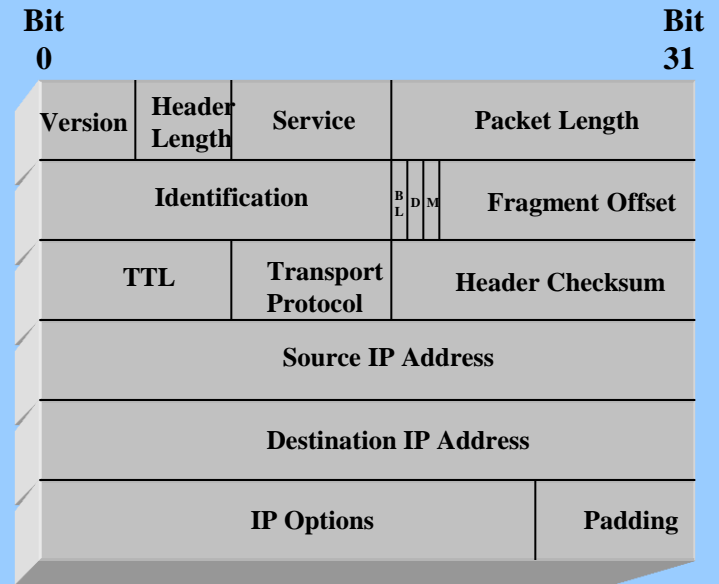 Bit Bit
0 31
Version Header Service Packet Length
Length
Identification B D M Fragment Offset
L
TTL Transport Header Checksum
Protocol
Source IP Address
Destination IP Address
IP Options Padding